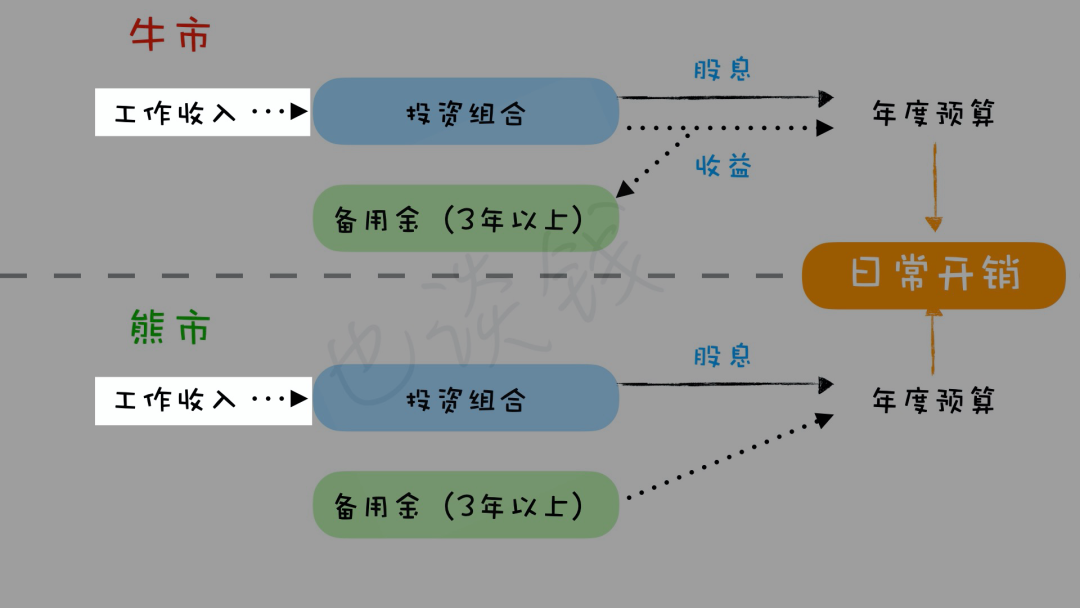 牛市
股息
工作收入
投资组合
年度预算
收益
备用金（3年以上）
日常开销
也谈钱
熊市
股息
工作收入
投资组合
年度预算
备用金（3年以上）